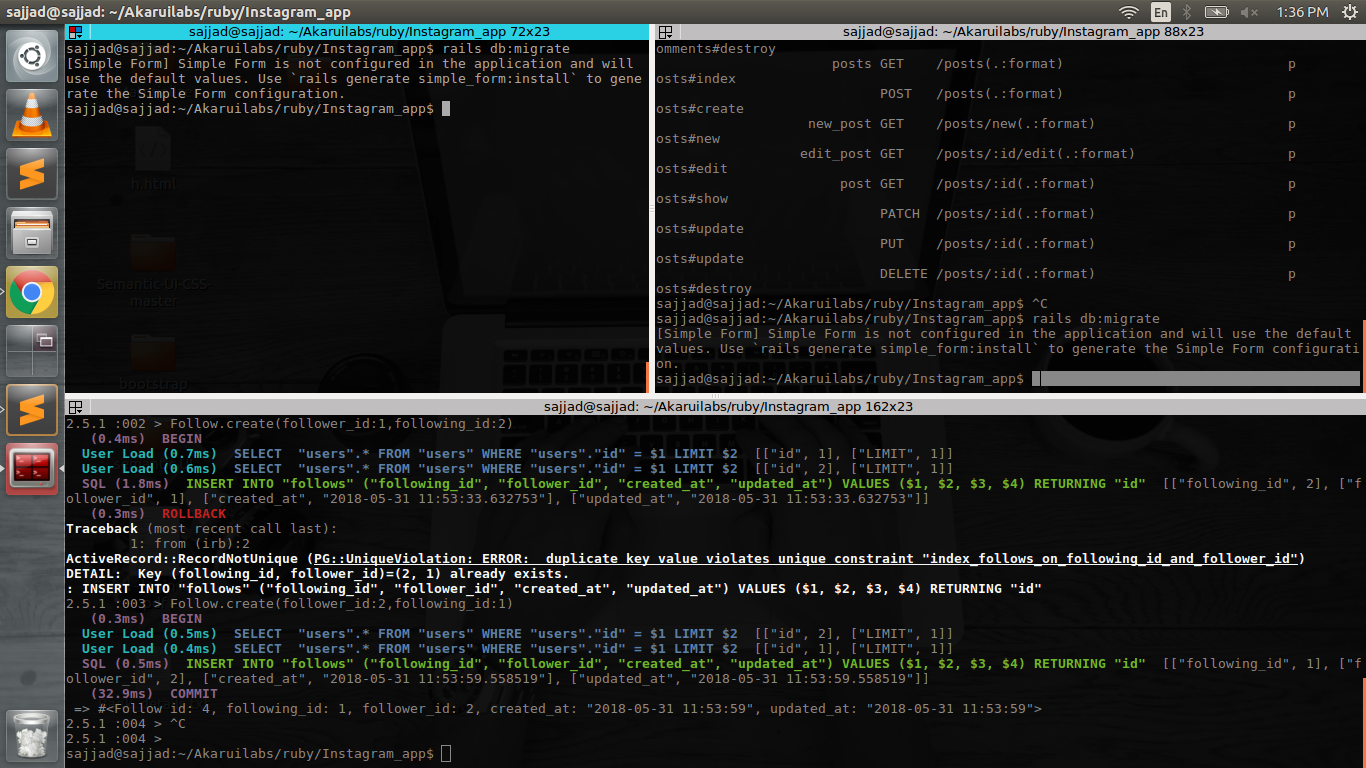 sajjad@sajjad: ~/Akaruilabs/ruby/Instagram_app
En
1:36 PM
sajjad@sajjad: ~/Akaruilabs/ruby/Instagram_app 72x23
sajjad@sajjad:~/Akaruilabs/ruby/Instagram_app$ rails db:migrate
[Simple Form] Simple Form is not configured in the application and will
use the default values. Use `rails generate simple_form:install` to gene
rate the Simple Form configuration.
sajjad@sajjad:~/Akaruilabs/ruby/Instagram_app$
h.html
Semantic-UI-CSS-
master
bootstrap
sajjad@sajjad: ~/Akaruilabs/ruby/Instagram_app 88x23
omments#destroy
posts GET /posts(.:format) p
osts#index
POST /posts(.:format) p
osts#create
new_post GET /posts/new(.:format) p
osts#new
edit_post GET /posts/:id/edit(.:format) p
osts#edit
post GET /posts/:id(.:format) p
osts#show
PATCH /posts/:id(.:format) p
osts#update
PUT /posts/:id(.:format) p
osts#update
DELETE /posts/:id(.:format) p
osts#destroy
sajjad@sajjad:~/Akaruilabs/ruby/Instagram_app$ ^C
sajjad@sajjad:~/Akaruilabs/ruby/Instagram_app$ rails db:migrate
[Simple Form] Simple Form is not configured in the application and will use the default
values. Use `rails generate simple_form:install` to generate the Simple Form configurati
on.
sajjad@sajjad:~/Akaruilabs/ruby/Instagram_app$
sajjad@sajjad: ~/Akaruilabs/ruby/Instagram_app 162x23
2.5.1 :002 > Follow.create(follower_id:1,following_id:2)
(0.4ms) BEGIN
User Load (0.7ms) SELECT "users".* FROM "users" WHERE "users"."id" = $1 LIMIT $2 [["id", 1], ["LIMIT", 1]]
User Load (0.6ms) SELECT "users".* FROM "users" WHERE "users"."id" = $1 LIMIT $2 [["id", 2], ["LIMIT", 1]]
SQL (1.8ms) INSERT INTO "follows" ("following_id", "follower_id", "created_at", "updated_at") VALUES ($1, $2, $3, $4) RETURNING "id" [["following_id", 2], ["f
ollower_id", 1], ["created_at", "2018-05-31 11:53:33.632753"], ["updated_at", "2018-05-31 11:53:33.632753"]]
(0.3ms) ROLLBACK
Traceback (most recent call last):
1: from (irb):2
ActiveRecord::RecordNotUnique (PG::UniqueViolation: ERROR:  duplicate key value violates unique constraint "index_follows_on_following_id_and_follower_id")
DETAIL:  Key (following_id, follower_id)=(2, 1) already exists.
: INSERT INTO "follows" ("following_id", "follower_id", "created_at", "updated_at") VALUES ($1, $2, $3, $4) RETURNING "id"
2.5.1 :003 > Follow.create(follower_id:2,following_id:1)
(0.3ms) BEGIN
User Load (0.5ms) SELECT "users".* FROM "users" WHERE "users"."id" = $1 LIMIT $2 [["id", 2], ["LIMIT", 1]]
User Load (0.4ms) SELECT "users".* FROM "users" WHERE "users"."id" = $1 LIMIT $2 [["id", 1], ["LIMIT", 1]]
SQL (0.5ms) INSERT INTO "follows" ("following_id", "follower_id", "created_at", "updated_at") VALUES ($1, $2, $3, $4) RETURNING "id" [["following_id", 1], ["f
ollower_id", 2], ["created_at", "2018-05-31 11:53:59.558519"], ["updated_at", "2018-05-31 11:53:59.558519"]]
(32.9ms) COMMIT
=> #<Follow id: 4, following_id: 1, follower_id: 2, created_at: "2018-05-31 11:53:59", updated_at: "2018-05-31 11:53:59">
2.5.1 :004 > ^C
2.5.1 :004 >
sajjad@sajjad:~/Akaruilabs/ruby/Instagram_app$